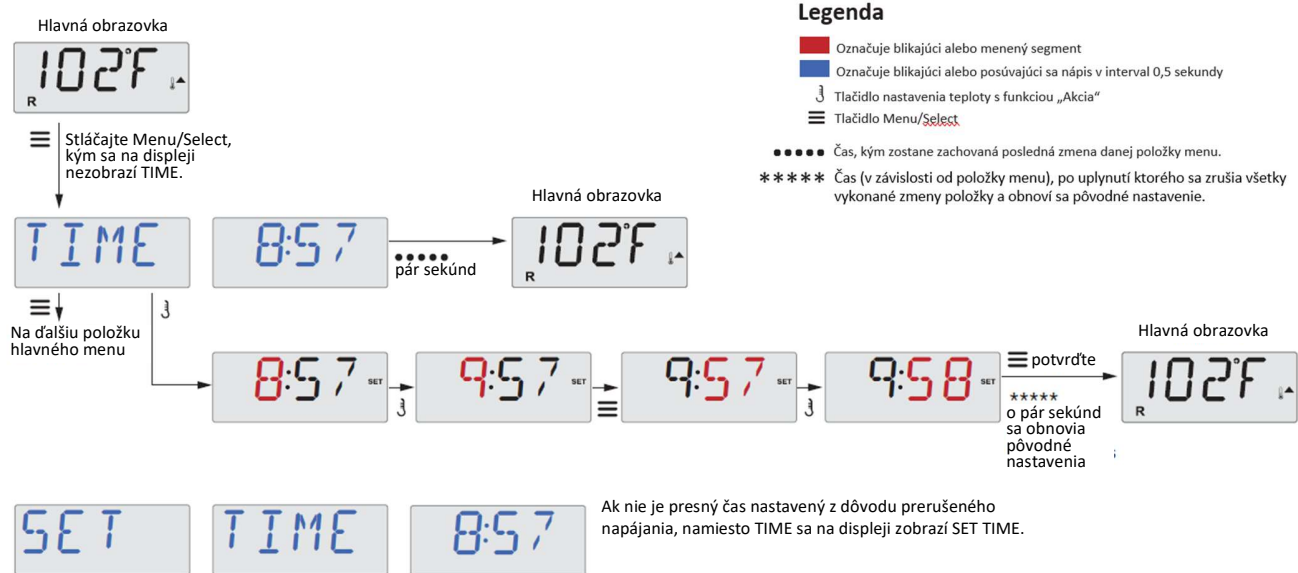 Legenda
Hlavná obrazovka
102°F
R
Označuje blikajúci alebo menený segment
Označuje blikajúci alebo posúvajúci sa nápis v interval 0,5 sekundy
Tlačidlo nastavenia teploty s funkciou „Akcia“
Tlačidlo Menu/Select
Stláčajte Menu/Select,
kým sa na displeji
nezobrazí TIME.
••••• Čas, kým zostane zachovaná posledná zmena danej položky menu.
***** Čas (v závislosti od položky menu), po uplynutí ktorého sa zrušia všetky
vykonané zmeny položky a obnoví sa pôvodné nastavenie.
Hlavná obrazovka
TIME
8:57
•••••
pár sekúnd
102°F
R
Na ďalšiu položku
hlavného menu
Hlavná obrazovka
8:57 SET
9:57 SET
9:57 SET
9:58 SET
potvrďte
*****
o pár sekúnd
sa obnovia
pôvodné
nastavenia
102°F
R
SET
TIME
8:57
Ak nie je presný čas nastavený z dôvodu prerušeného
napájania, namiesto TIME sa na displeji zobrazí SET TIME.